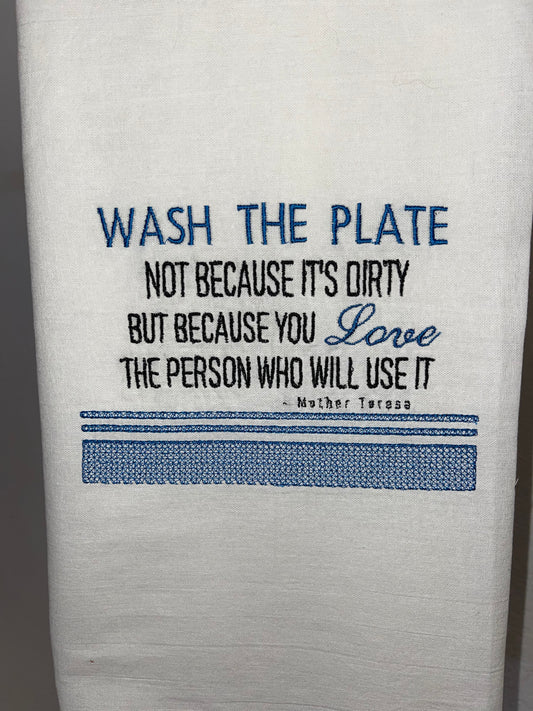 WASH THE PLATE
NOT BECAUSE IT'S DIRTY
BUT BECAUSE YOU Love
THE PERSON WHO WILL USE IT
- Mother Teresa